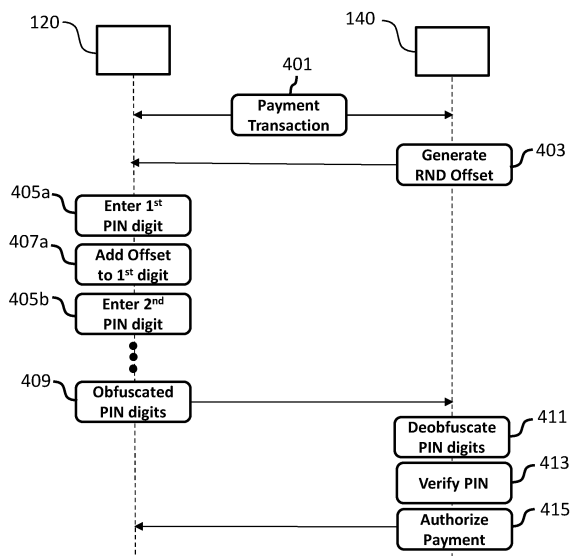 120
140
401
Payment
Transaction
Generate
RND Offset
403
405a
Enter 1st
PIN digit
407a
Add Offset
to 1st digit
405b
Enter 2nd
PIN digit
409
Obfuscated
PIN digits
Deobfuscate
PIN digits
411
Verify PIN
413
Authorize
Payment
415